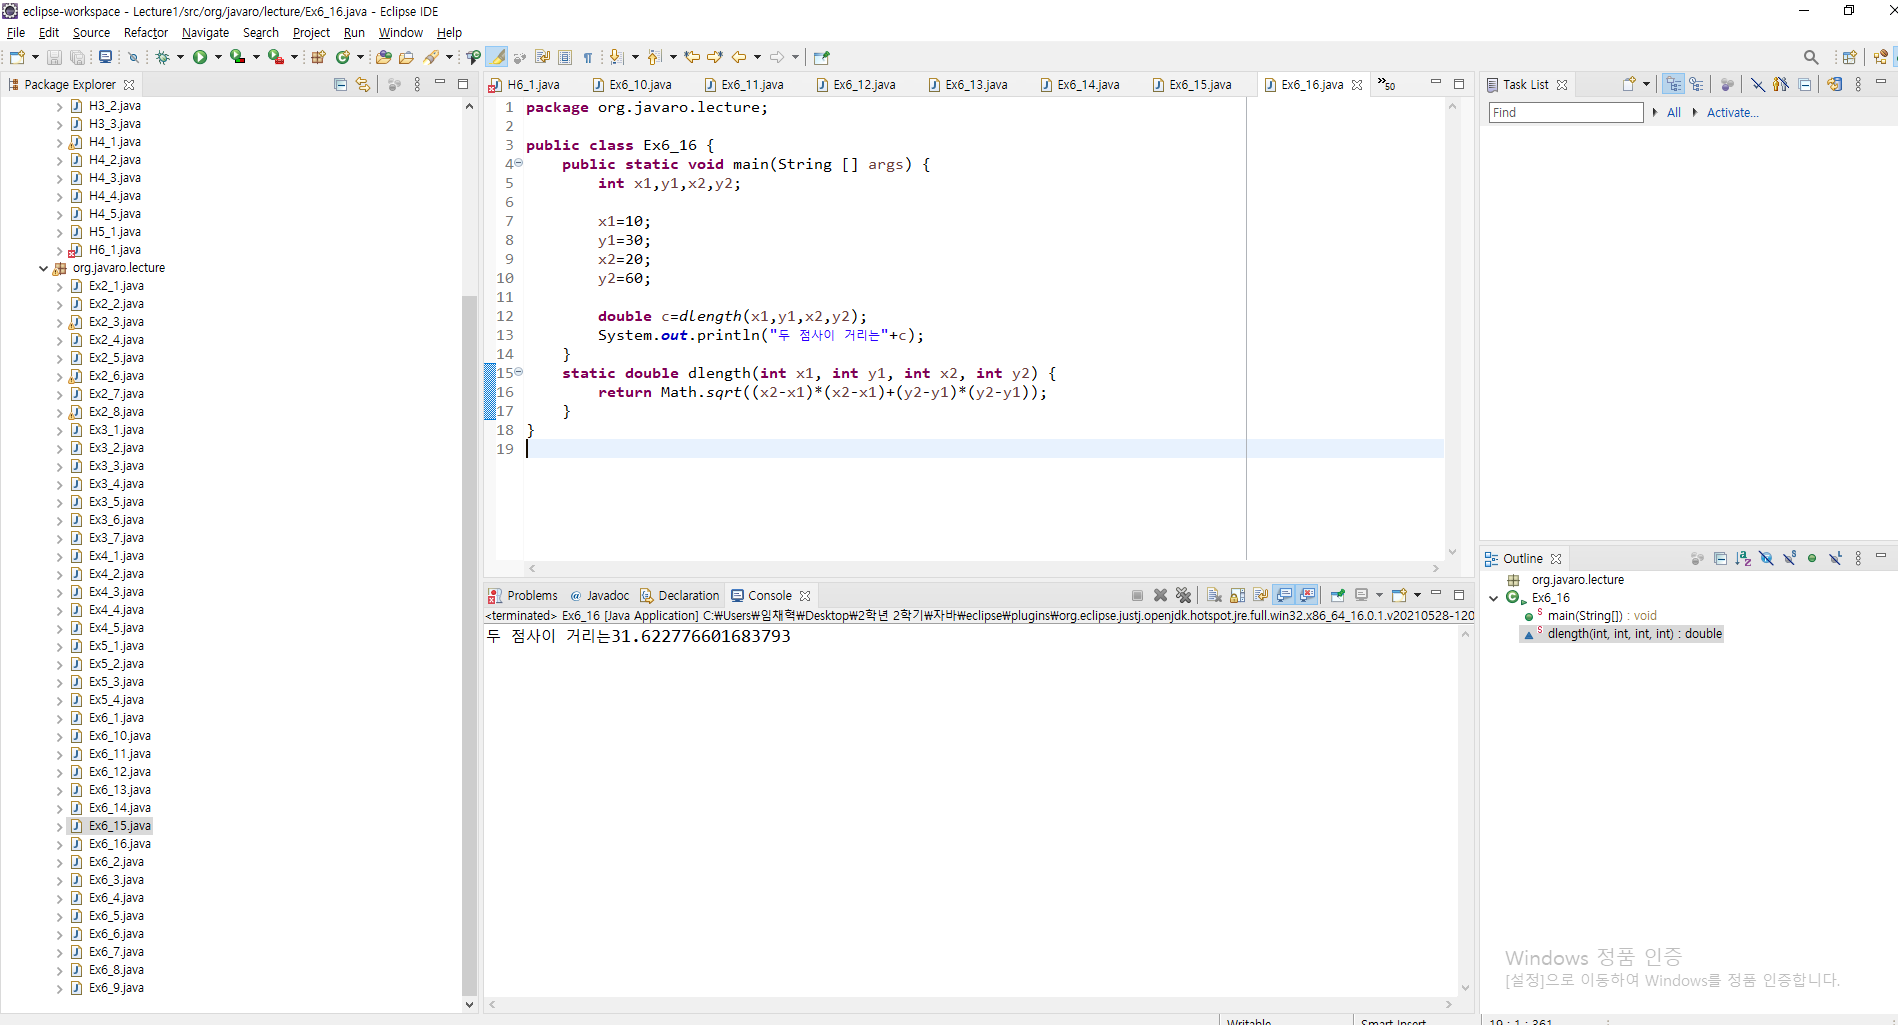 eclipse-workspace - Lecture1/src/org/javaro/lecture/Ex6_16.java - Eclipse IDE
File Edit Source Refactor Navigate Search Project Run Window Help
Package Explorer
H3_2.java
H3_3.java
H4_1.java
H4_2.java
H4_3.java
H4_4.java
H4_5.java
H5_1.java
H6_1.java
org.javaro.lecture
Ex2_1.java
Ex2_2.java
Ex2_3.java
Ex2_4.java
Ex2_5.java
Ex2_6.java
Ex2_7.java
Ex2_8.java
Ex3_1.java
Ex3_2.java
Ex3_3.java
Ex3_4.java
Ex3_5.java
Ex3_6.java
Ex3_7.java
Ex4_1.java
Ex4_2.java
Ex4_3.java
Ex4_4.java
Ex4_5.java
Ex5_1.java
Ex5_2.java
Ex5_3.java
Ex5_4.java
Ex6_1.java
Ex6_10.java
Ex6_11.java
Ex6_12.java
Ex6_13.java
Ex6_14.java
Ex6_15.java
Ex6_16.java
Ex6_2.java
Ex6_3.java
Ex6_4.java
Ex6_5.java
Ex6_6.java
Ex6_7.java
Ex6_8.java
Ex6_9.java
H6_1.java Ex6_10.java Ex6_11.java Ex6_12.java Ex6_13.java Ex6_14.java Ex6_15.java Ex6_16.java »50
1 package org.javaro.lecture;
2
3 public class Ex6_16 {
4 public static void main(String [] args) {
5 int x1,y1,x2,y2;
6
7 x1=10;
8 y1=30;
9 x2=20;
10 y2=60;
11
12 double c=dlength(x1,y1,x2,y2);
13 System.out.println("두 점사이 거리는"+c);
14 }
15 static double dlength(int x1, int y1, int x2, int y2) {
16 return Math.sqrt((x2-x1)*(x2-x1)+(y2-y1)*(y2-y1));
17 }
18 }
19
Problems Javadoc Declaration Console
<terminated> Ex6_16 [Java Application] C:₩Users₩임채혁₩Desktop₩2학년 2학기₩자바₩eclipse₩plugins₩org.eclipse.justj.openjdk.hotspot.jre.full.win32.x86_64_16.0.1.v20210528-120
두 점사이 거리는31.622776601683793
Task List
Find All Activate...
Outline
org.javaro.lecture
Ex6_16
main(String[]) : void
dlength(int, int, int, int) : double
Windows 정품 인증
[설정]으로 이동하여 Windows를 정품 인증합니다.
Writable Smart Insert 19 : 1 : 361